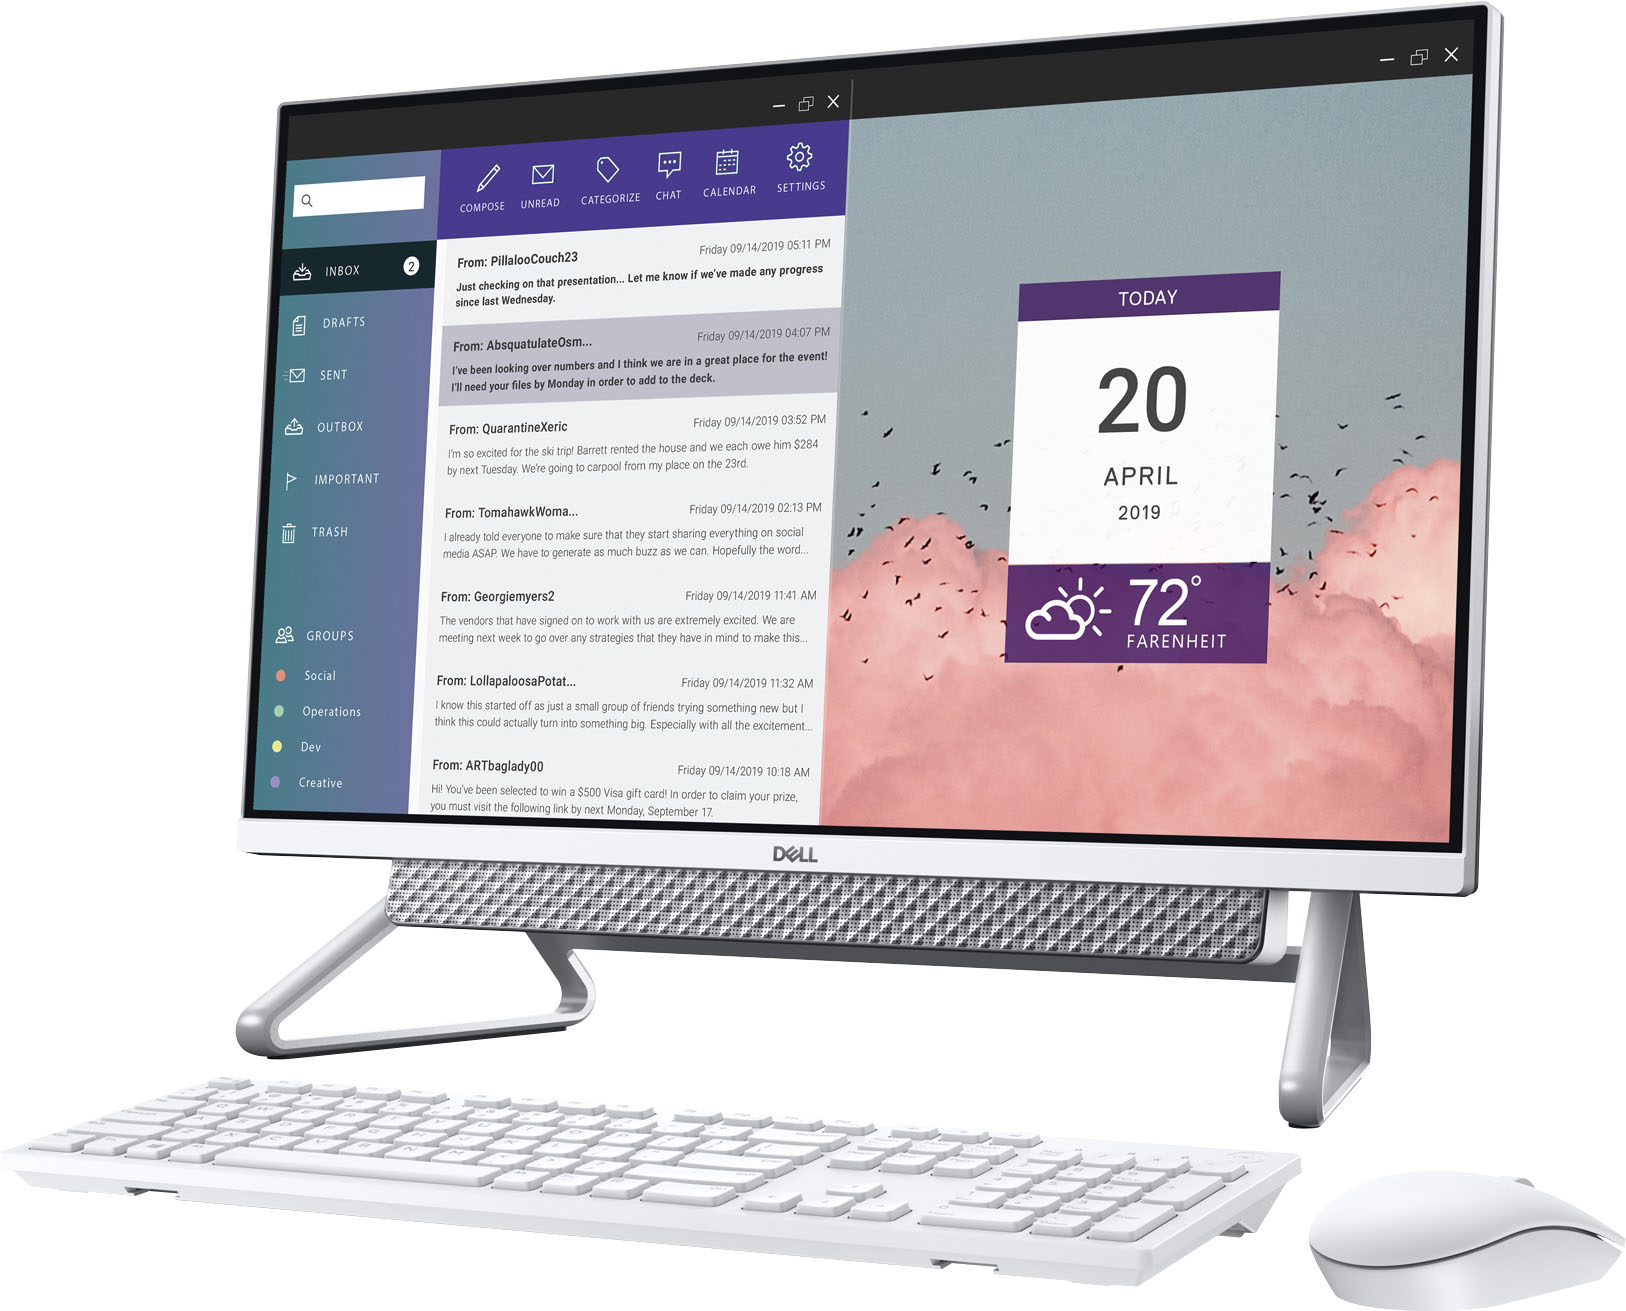 COMPOSE
UNREAD
CATEGORIZE
CHAT
CALENDAR
SETTINGS
INBOX 2
DRAFTS
SENT
OUTBOX
IMPORTANT
TRASH
GROUPS
Social
Operations
Dev
Creative
From: PillalooCouch23 Friday 09/14/2019 05:11 PM
Just checking on that presentation... Let me know if we've made any progress
since last Wednesday.
From: AbsquatulateOsm... Friday 09/14/2019 04:07 PM
I've been looking over numbers and I think we are in a great place for the event!
I'll need your files by Monday in order to add to the deck.
From: QuarantineXeric Friday 09/14/2019 03:52 PM
I'm so excited for the ski trip! Barrett rented the house and we each owe him $284
by next Tuesday. We're going to carpool from my place on the 23rd.
From: TomahawkWoma... Friday 09/14/2019 02:13 PM
I already told everyone to make sure that they start sharing everything on social
media ASAP. We have to generate as much buzz as we can. Hopefully the word...
From: Georgiemyers2 Friday 09/14/2019 11:41 AM
The vendors that have signed on to work with us are extremely excited. We are
meeting next week to go over any strategies that they have in mind to make this...
From: LollapaloosaPotat... Friday 09/14/2019 11:32 AM
I know this started off as just a small group of friends trying something new but I
think this could actually turn into something big. Especially with all the excitement...
From: ARTbaglady00 Friday 09/14/2019 10:18 AM
Hi! You've been selected to win a $500 Visa gift card! In order to claim your prize,
you must visit the following link by next Monday, September 17.
TODAY
20
APRIL
2019
72°
FARENHEIT
DELL